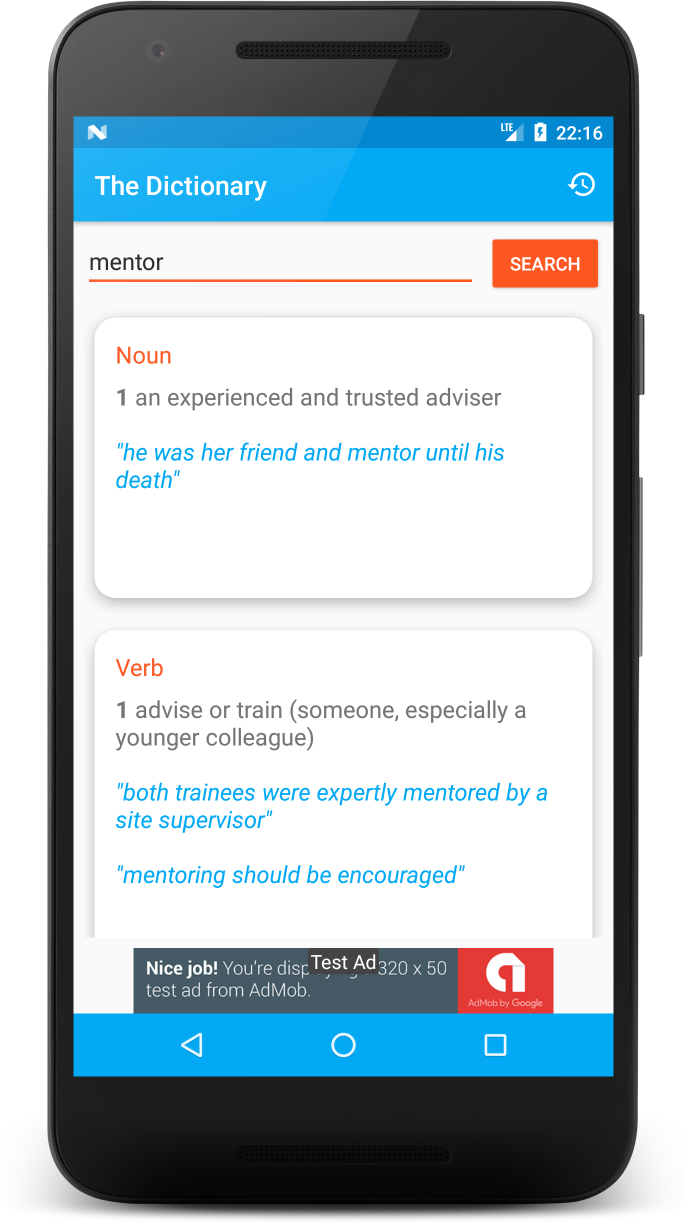 LTE 22:16
The Dictionary
mentor
SEARCH
Noun
1 an experienced and trusted adviser
"he was her friend and mentor until his
death"
Verb
1 advise or train (someone, especially a
younger colleague)
"both trainees were expertly mentored by a
site supervisor"
"mentoring should be encouraged"
Test Ad
Nice job! You're 320 x 50
test ad from AdMob.
AdMob by Google